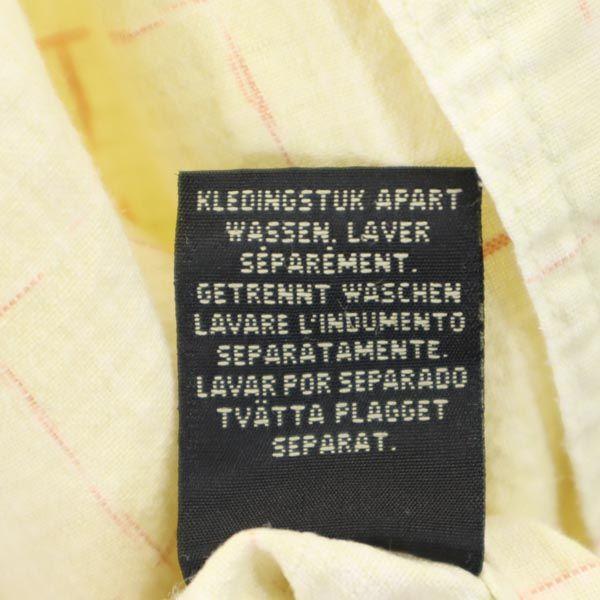 KLEDINGSTUK APART
WASSEN. LAVER
SÉPARÉMENT.
GETRENNT WASCHEN
LAVARE L'INDUMENTO
SEPARATAMENTE.
LAVAR POR SEPARADO
TVÄTTA PLAGGET
SEPARAT.